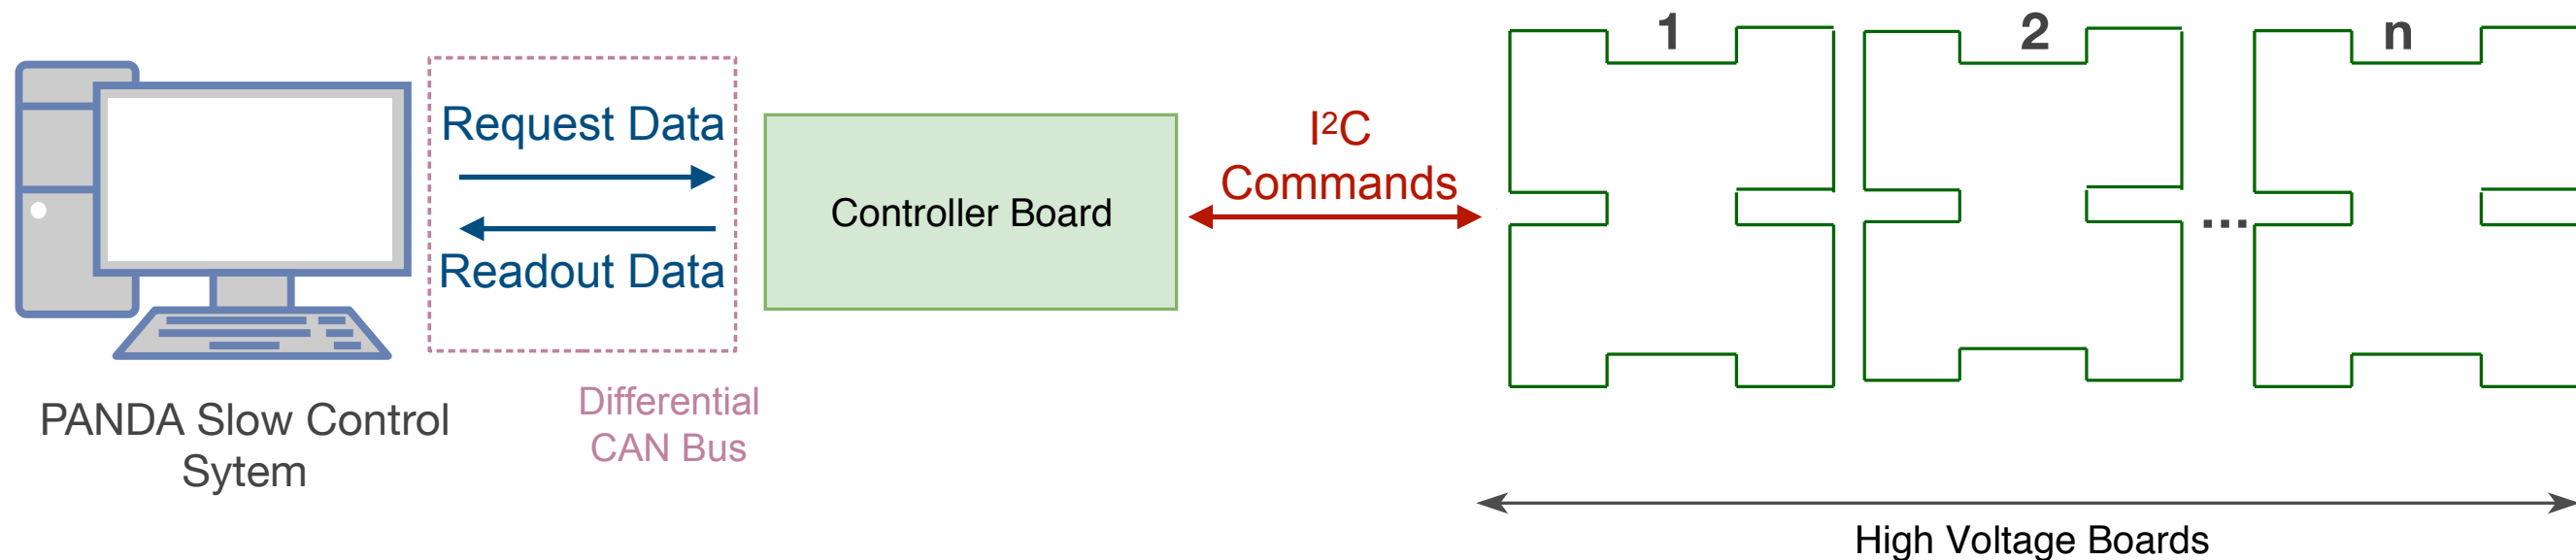 Request Data
Readout Data
PANDA Slow Control
Sytem
Differential
CAN Bus
Controller Board
I²C
Commands
1
2
...
n
High Voltage Boards